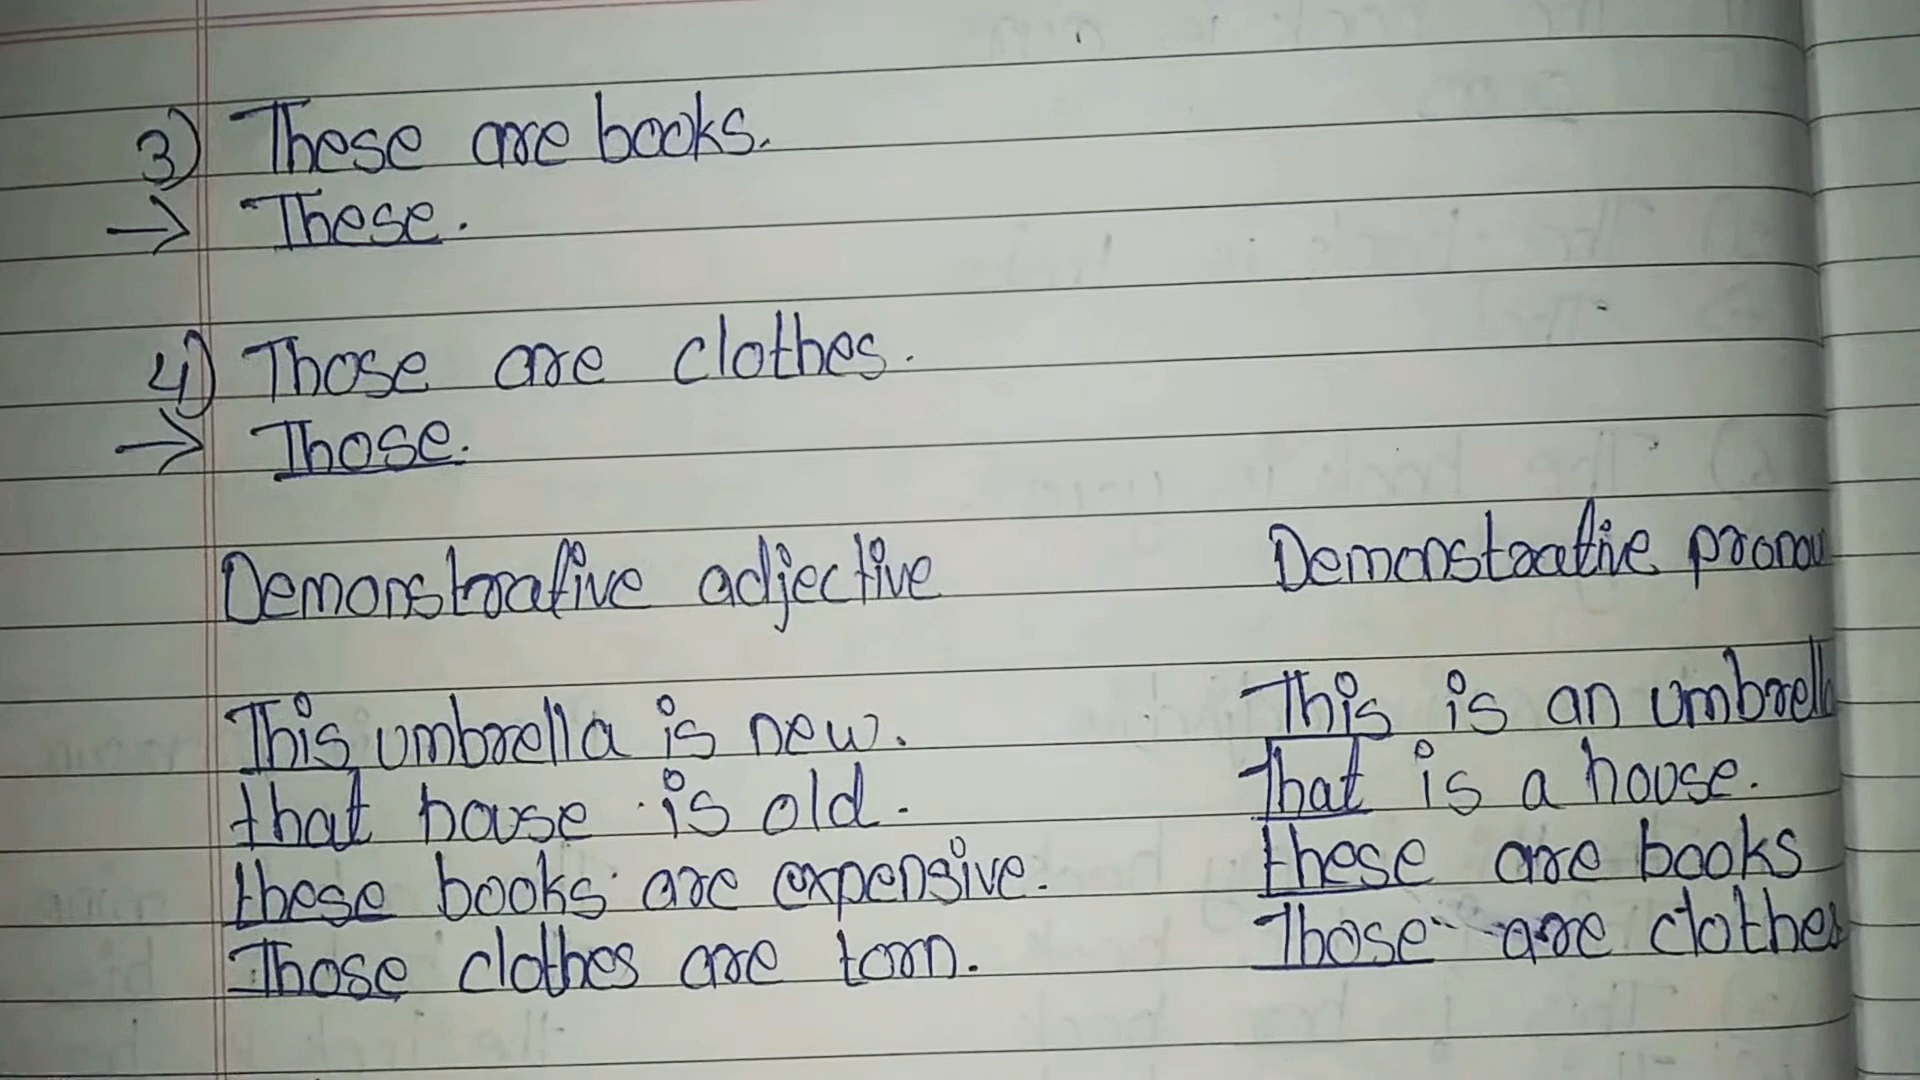 3) These are books.
→ These.
4) Those are clothes.
→ Those.
Demonstrative adjective
Demonstrative pronou
This umbrella is new.
This is an umbrell
that house is old.
That is a house.
these books are expensive.
these are books
Those clothes are torn.
Those are clothes